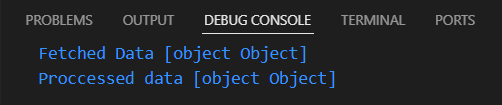 PROBLEMS OUTPUT DEBUG CONSOLE TERMINAL PORTS
Fetched Data [object Object]
Proccessed data [object Object]